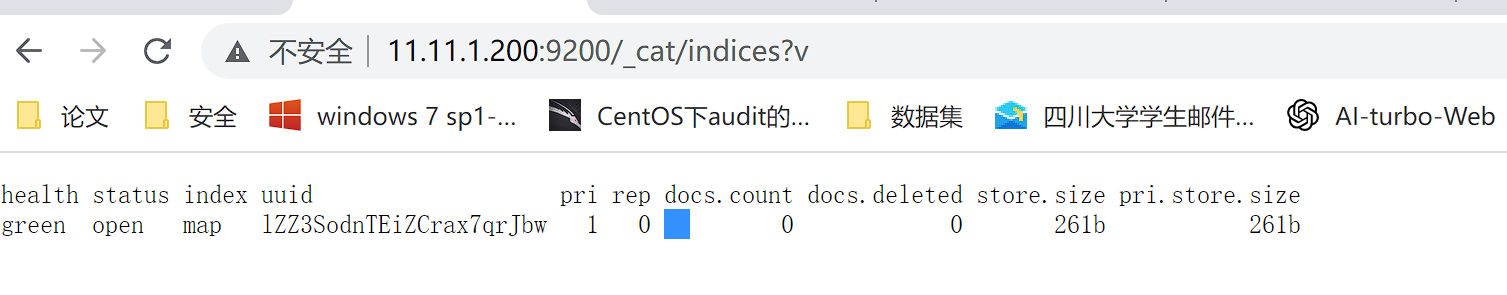 不安全 11.11.1.200:9200/_cat/indices?v
论文 安全 windows 7 sp1-... CentOS下audit的... 数据集 四川大学学生邮件... AI-turbo-Web
health status index uuid pri rep docs.count docs.deleted store.size pri.store.size
green open map lZZ3SodnTEiZCrax7qrJbw 1 0 0 0 261b 261b